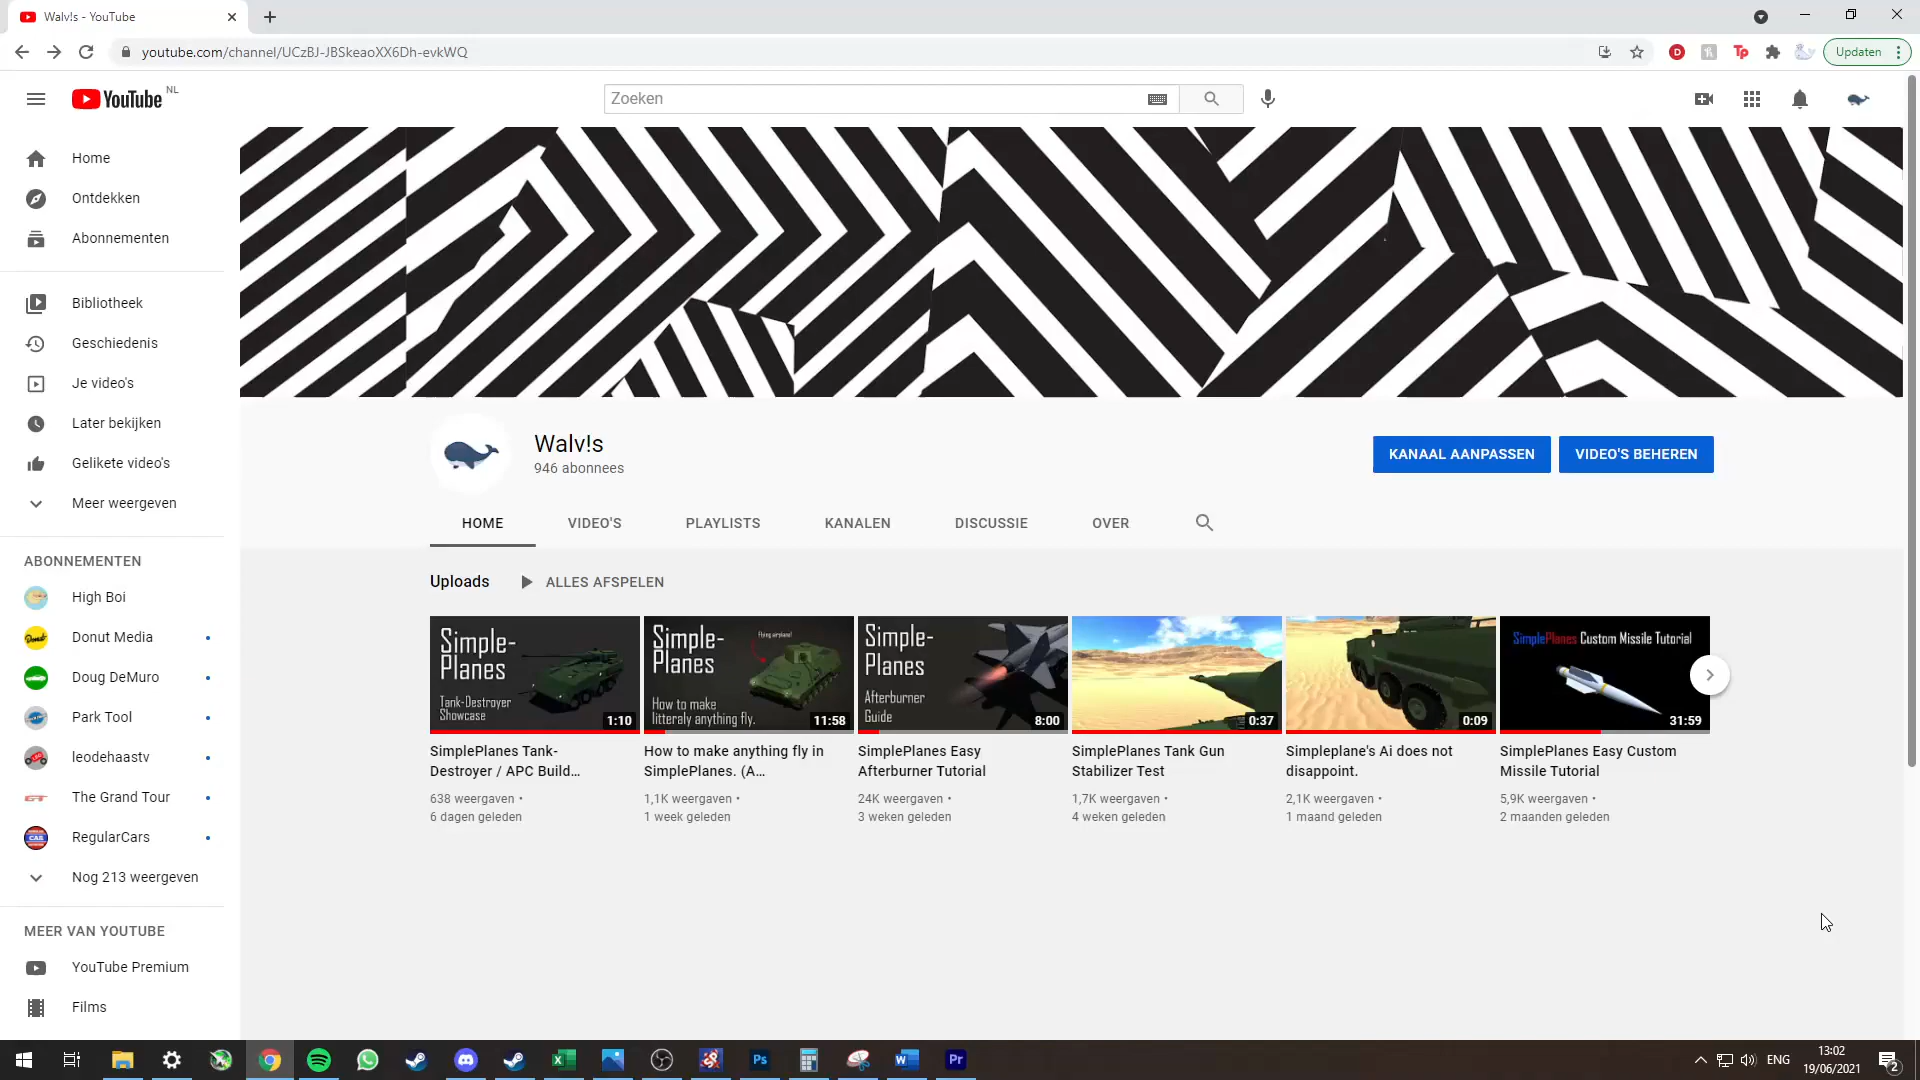 Walv!s - YouTube
youtube.com/channel/UCzBJ-JBSkeaoXX6Dh-evkWQ
D
Tp
Updaten
YouTube NL
Zoeken
Home
Ontdekken
Abonnementen
Bibliotheek
Geschiedenis
Je video's
Later bekijken
Gelikete video's
Meer weergeven
ABONNEMENTEN
High Boi
Donut Media
Doug DeMuro
Park Tool
leodehaastv
The Grand Tour
RegularCars
Nog 213 weergeven
MEER VAN YOUTUBE
YouTube Premium
Films
Walv!s
946 abonnees
KANAAL AANPASSEN
VIDEO'S BEHEREN
HOME VIDEO'S PLAYLISTS KANALEN DISCUSSIE OVER
Uploads ALLES AFSPELEN
Simple-
Planes
Tank-Destroyer
Showcase
1:10
SimplePlanes Tank-
Destroyer / APC Build...
638 weergaven •
6 dagen geleden
Simple-
Planes
Flying airplane!
How to make
litteraly anything fly.
11:58
How to make anything fly in
SimplePlanes. (A...
1,1K weergaven •
1 week geleden
Simple-
Planes
Afterburner
Guide
8:00
SimplePlanes Easy
Afterburner Tutorial
24K weergaven •
3 weken geleden
0:37
SimplePlanes Tank Gun
Stabilizer Test
1,7K weergaven •
4 weken geleden
0:09
Simpleplane's Ai does not
disappoint.
2,1K weergaven •
1 maand geleden
SimplePlanes Custom Missile Tutorial
31:59
SimplePlanes Easy Custom
Missile Tutorial
5,9K weergaven •
2 maanden geleden
Ps
Pr
ENG
13:02
19/06/2021
2